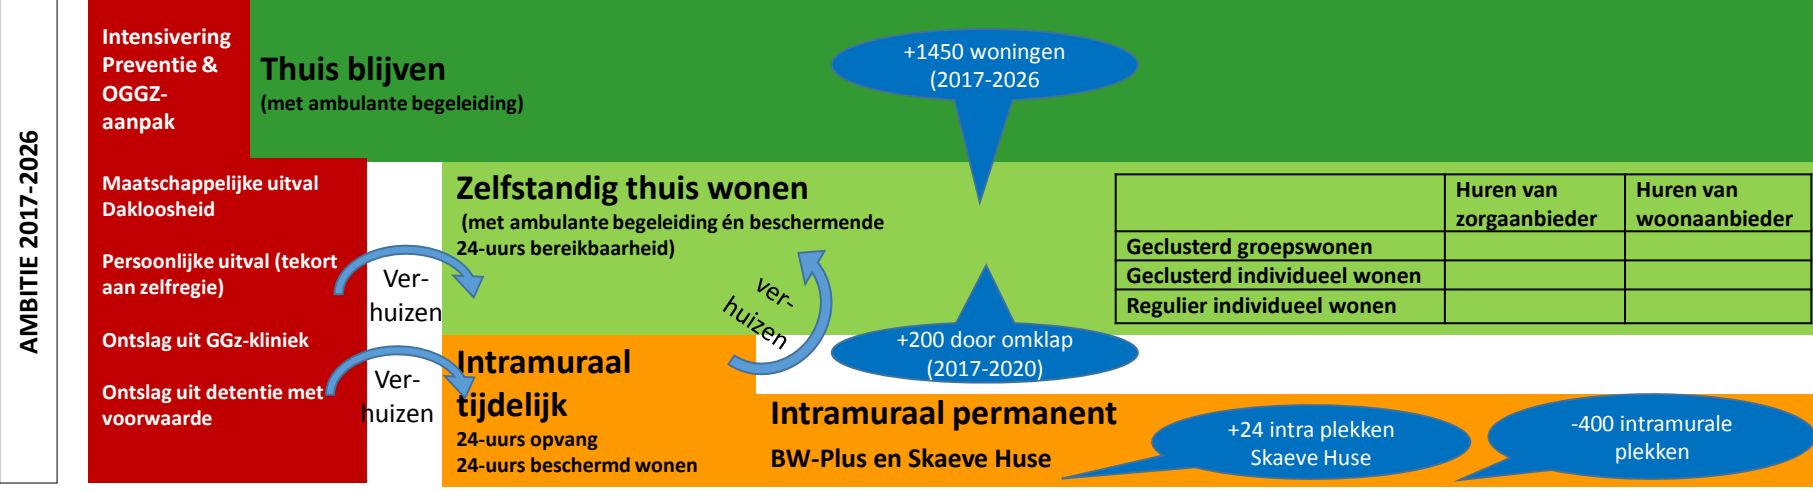 AMBITIE 2017-2026
Intensivering
Preventie &
OGGZ-
aanpak
Thuis blijven
(met ambulante begeleiding)
+1450 woningen
(2017-2026
Maatschappelijke uitval
Dakloosheid
Persoonlijke uitval (tekort
aan zelfregie)
Ontslag uit GGz-kliniek
Ontslag uit detentie met
voorwaarde
Ver-
huizen
Ver-
huizen
Zelfstandig thuis wonen
(met ambulante begeleiding én beschermende
24-uurs bereikbaarheid)
ver-
huizen
Huren van
zorgaanbieder
Huren van
woonaanbieder
Geclusterd groepswonen
Geclusterd individueel wonen
Regulier individueel wonen
+200 door omklap
(2017-2020)
Intramuraal
tijdelijk
24-uurs opvang
24-uurs beschermd wonen
Intramuraal permanent
BW-Plus en Skaeve Huse
+24 intra plekken
Skaeve Huse
-400 intramurale
plekken